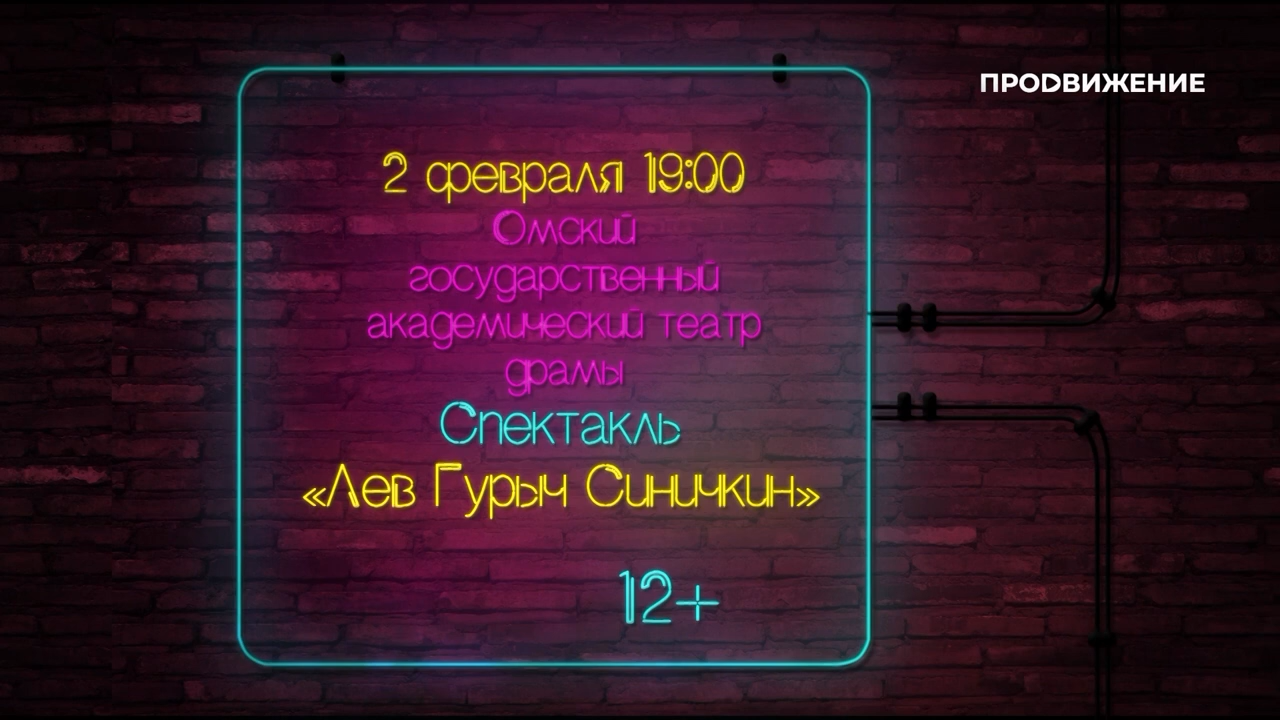 ПРОДВИЖЕНИЕ
2 февраля 19:00
Омский
государственный
академический театр
драмы
Спектакль
«Лев Гурыч Синичкин»
12+